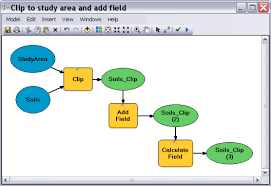 Clip to study area and add field
Model Edit Insert View Windows Help
StudyArea
Soils
Clip
Soils_Clip
Add
Field
Soils_Clip
(2)
Calculate
Field
Soils_Clip
(3)